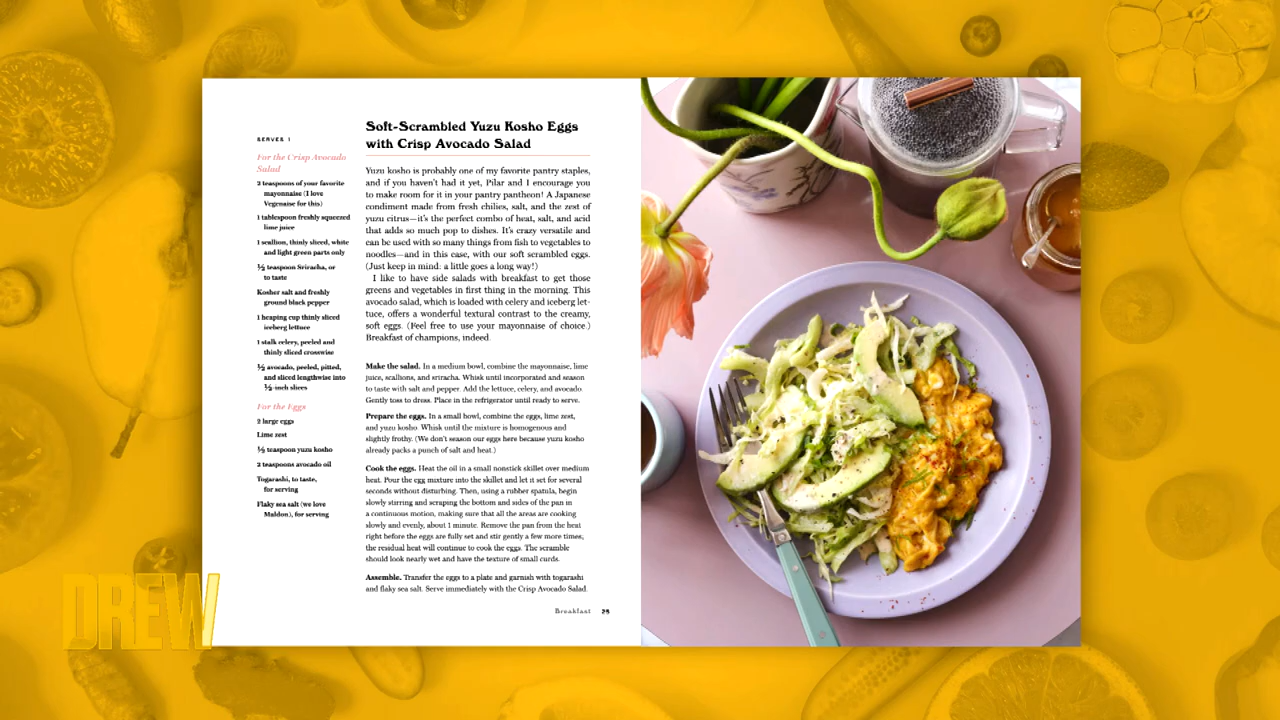 SERVES 1
For the Crisp Avocado
Salad
2 teaspoons of your favorite
mayonnaise (I love
Vegenaise for this)
1 tablespoon freshly squeezed
lime juice
1 scallion, thinly sliced, white
and light green parts only
½ teaspoon Sriracha, or
to taste
Kosher salt and freshly
ground black pepper
1 heaping cup thinly sliced
iceberg lettuce
1 stalk celery, peeled and
thinly sliced crosswise
½ avocado, peeled, pitted,
and sliced lengthwise into
½-inch slices
For the Eggs
2 large eggs
Lime zest
½ teaspoon yuzu kosho
2 teaspoons avocado oil
Togarashi, to taste,
for serving
Flaky sea salt (we love
Maldon), for serving
Soft-Scrambled Yuzu Kosho Eggs
with Crisp Avocado Salad
Yuzu kosho is probably one of my favorite pantry staples,
and if you haven't had it yet, Pilar and I encourage you
to make room for it in your pantry pantheon! A Japanese
condiment made from fresh chilies, salt, and the zest of
yuzu citrus—it's the perfect combo of heat, salt, and acid
that adds so much pop to dishes. It's crazy versatile and
can be used with so many things from fish to vegetables to
noodles—and in this case, with our soft scrambled eggs.
(Just keep in mind: a little goes a long way!)
I like to have side salads with breakfast to get those
greens and vegetables in first thing in the morning. This
avocado salad, which is loaded with celery and iceberg let-
tuce, offers a wonderful textural contrast to the creamy,
soft eggs. (Feel free to use your mayonnaise of choice.)
Breakfast of champions, indeed.
Make the salad. In a medium bowl, combine the mayonnaise, lime
juice, scallions, and sriracha. Whisk until incorporated and season
to taste with salt and pepper. Add the lettuce, celery, and avocado.
Gently toss to dress. Place in the refrigerator until ready to serve.
Prepare the eggs. In a small bowl, combine the eggs, lime zest,
and yuzu kosho. Whisk until the mixture is homogenous and
slightly frothy. (We don't season our eggs here because yuzu kosho
already packs a punch of salt and heat.)
Cook the eggs. Heat the oil in a small nonstick skillet over medium
heat. Pour the egg mixture into the skillet and let it set for several
seconds without disturbing. Then, using a rubber spatula, begin
slowly stirring and scraping the bottom and sides of the pan in
a continuous motion, making sure that all the areas are cooking
slowly and evenly, about 1 minute. Remove the pan from the heat
right before the eggs are fully set and stir gently a few more times;
the residual heat will continue to cook the eggs. The scramble
should look nearly wet and have the texture of small curds.
Assemble. Transfer the eggs to a plate and garnish with togarashi
and flaky sea salt. Serve immediately with the Crisp Avocado Salad.
Breakfast 25
DREW